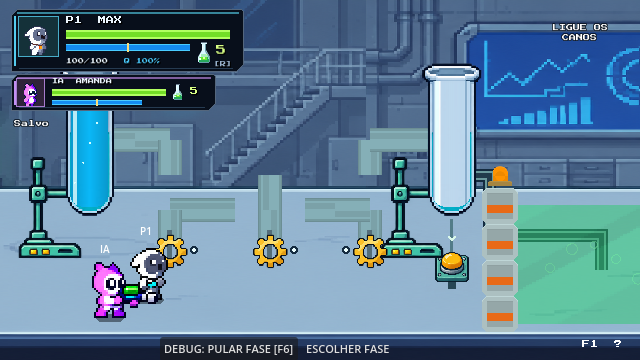 P1 MAX
5
100/100 Q 100% [R]
IA AMANDA
5
Salvo
LIGUE OS
CANOS
P1
IA
DEBUG: PULAR FASE [F6] ESCOLHER FASE
F1 ?